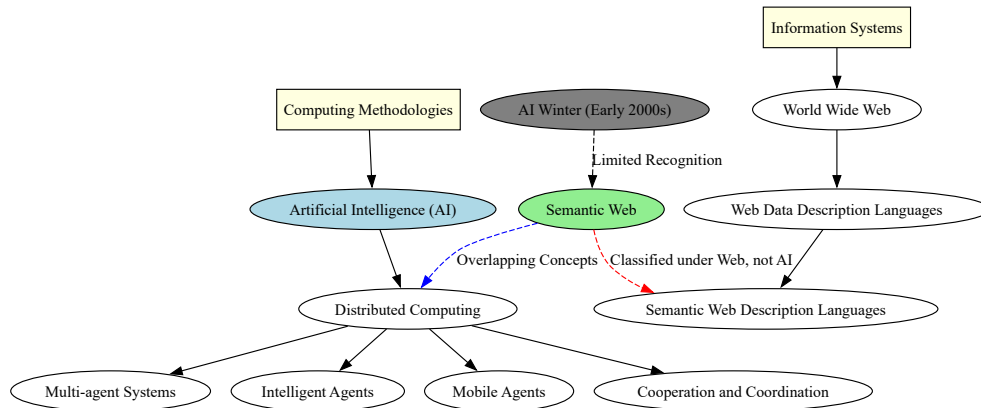 Information Systems
Computing Methodologies
AI Winter (Early 2000s)
World Wide Web
Limited Recognition
Artificial Intelligence (AI)
Semantic Web
Web Data Description Languages
Overlapping Concepts
Classified under Web, not AI
Distributed Computing
Semantic Web Description Languages
Multi-agent Systems
Intelligent Agents
Mobile Agents
Cooperation and Coordination